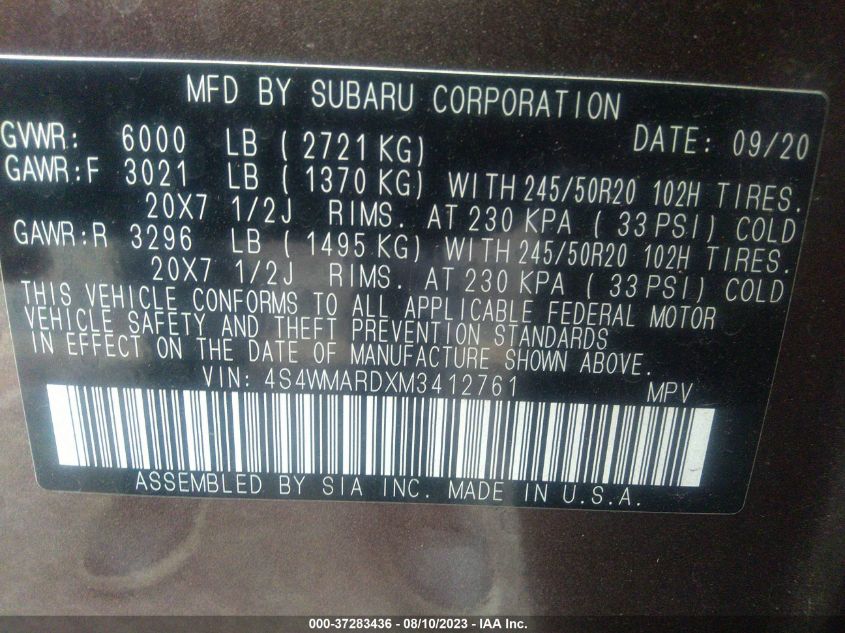 MFD BY SUBARU CORPORATION
GVWR: 6000 LB ( 2721 KG) DATE: 09/20
GAWR:F 3021 LB ( 1370 KG) WITH 245/50R20 102H TIRES.
20X7 1/2J RIMS. AT 230 KPA ( 33 PSI) COLD
GAWR:R 3296 LB ( 1495 KG) WITH 245/50R20 102H TIRES.
20X7 1/2J RIMS. AT 230 KPA ( 33 PSI) COLD
THIS VEHICLE CONFORMS TO ALL APPLICABLE FEDERAL MOTOR
VEHICLE SAFETY AND THEFT PREVENTION STANDARDS
IN EFFECT ON THE DATE OF MANUFACTURE SHOWN ABOVE.
VIN: 4S4WMARDXM3412761 MPV
ASSEMBLED BY SIA INC. MADE IN U.S.A.
000-37283436 - 08/10/2023 - IAA Inc.